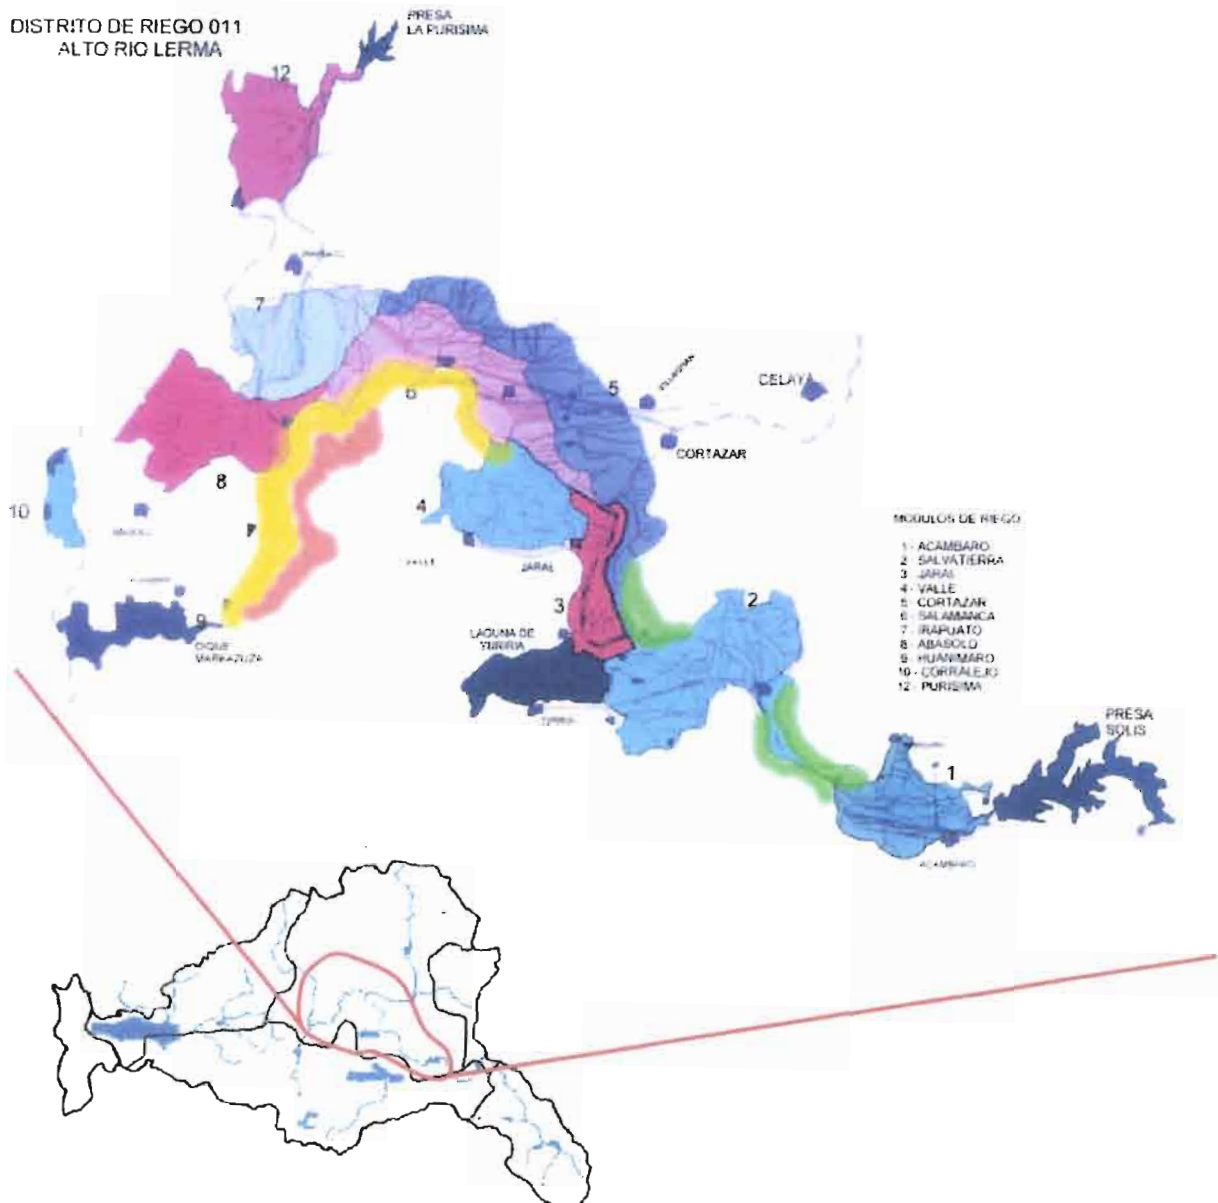 DISTRITO DE RIEGO 011
ALTO RIO LERMA
PRESA
LA PURISIMA
12
7
6
5
CELAYA
CORTAZAR
8
10
4
VALLE
JARAL
3
2
LAGUNA DE
YURIRIA
9
DIQUE
MARKAZUZA
MODULOS DE RIEGO
1 - ACAMBARO
2 SALVATIERRA
3 JARAL
4 - VALLE
5 CORTAZAR
6 - SALAMANCA
7 - IRAPUATO
8 ABASOLO
9 - HUANIMARO
10 - CORRALEJO
12 - PURISIMA
PRESA
SOLIS
1
ACAMBARO